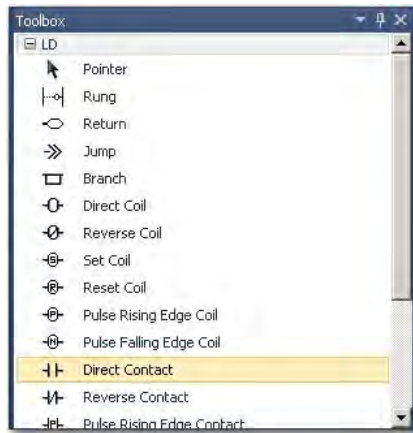 Toolbox
LD
Pointer
Rung
Return
Jump
Branch
Direct Coil
Reverse Coil
Set Coil
Reset Coil
Pulse Rising Edge Coil
Pulse Falling Edge Coil
Direct Contact
Reverse Contact
Pulse Rising Edge Contact